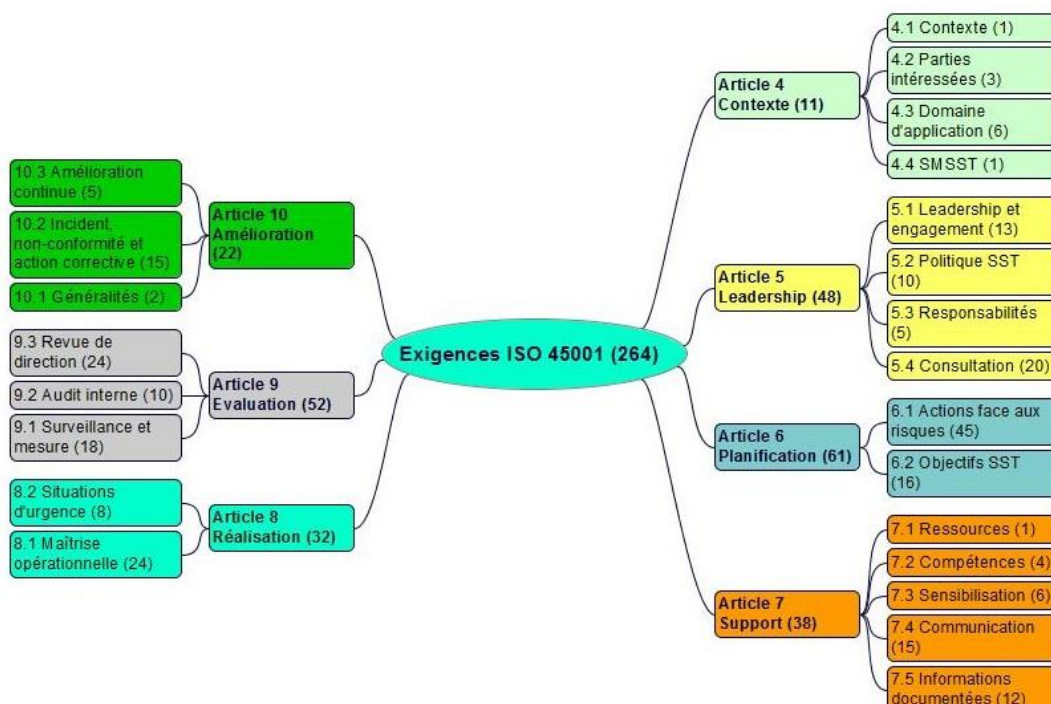 Exigences ISO 45001 (264)
Article 4
Contexte (11)
4.1 Contexte (1)
4.2 Parties
intéressées (3)
4.3 Domaine
d'application (6)
4.4 SMSST (1)
Article 5
Leadership (48)
5.1 Leadership et
engagement (13)
5.2 Politique SST
(10)
5.3 Responsabilités
(5)
5.4 Consultation (20)
Article 6
Planification (61)
6.1 Actions face aux
risques (45)
6.2 Objectifs SST
(16)
Article 7
Support (38)
7.1 Ressources (1)
7.2 Compétences (4)
7.3 Sensibilisation (6)
7.4 Communication
(15)
7.5 Informations
documentées (12)
Article 8
Réalisation (32)
8.2 Situations
d'urgence (8)
8.1 Maîtrise
opérationnelle (24)
Article 9
Evaluation (52)
9.3 Revue de
direction (24)
9.2 Audit interne (10)
9.1 Surveillance et
mesure (18)
Article 10
Amélioration
(22)
10.3 Amélioration
continue (5)
10.2 Incident,
non-conformité et
action corrective (15)
10.1 Généralités (2)